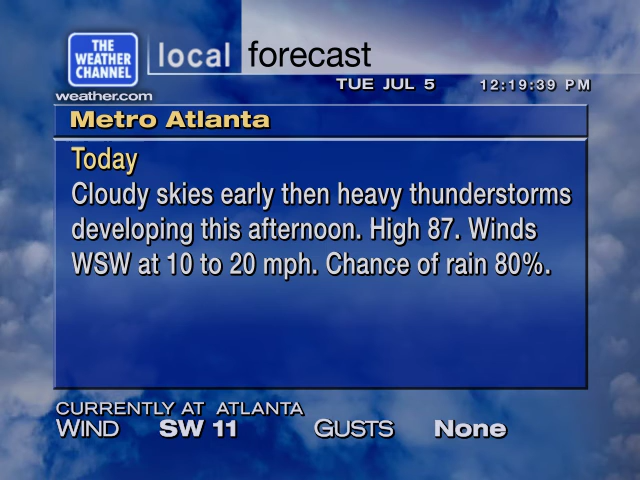 THE
WEATHER
CHANNEL
weather.com
local forecast
TUE JUL 5 12:19:39 PM
Metro Atlanta
Today
Cloudy skies early then heavy thunderstorms
developing this afternoon. High 87. Winds
WSW at 10 to 20 mph. Chance of rain 80%.
CURRENTLY AT ATLANTA
WIND SW 11 GUSTS None